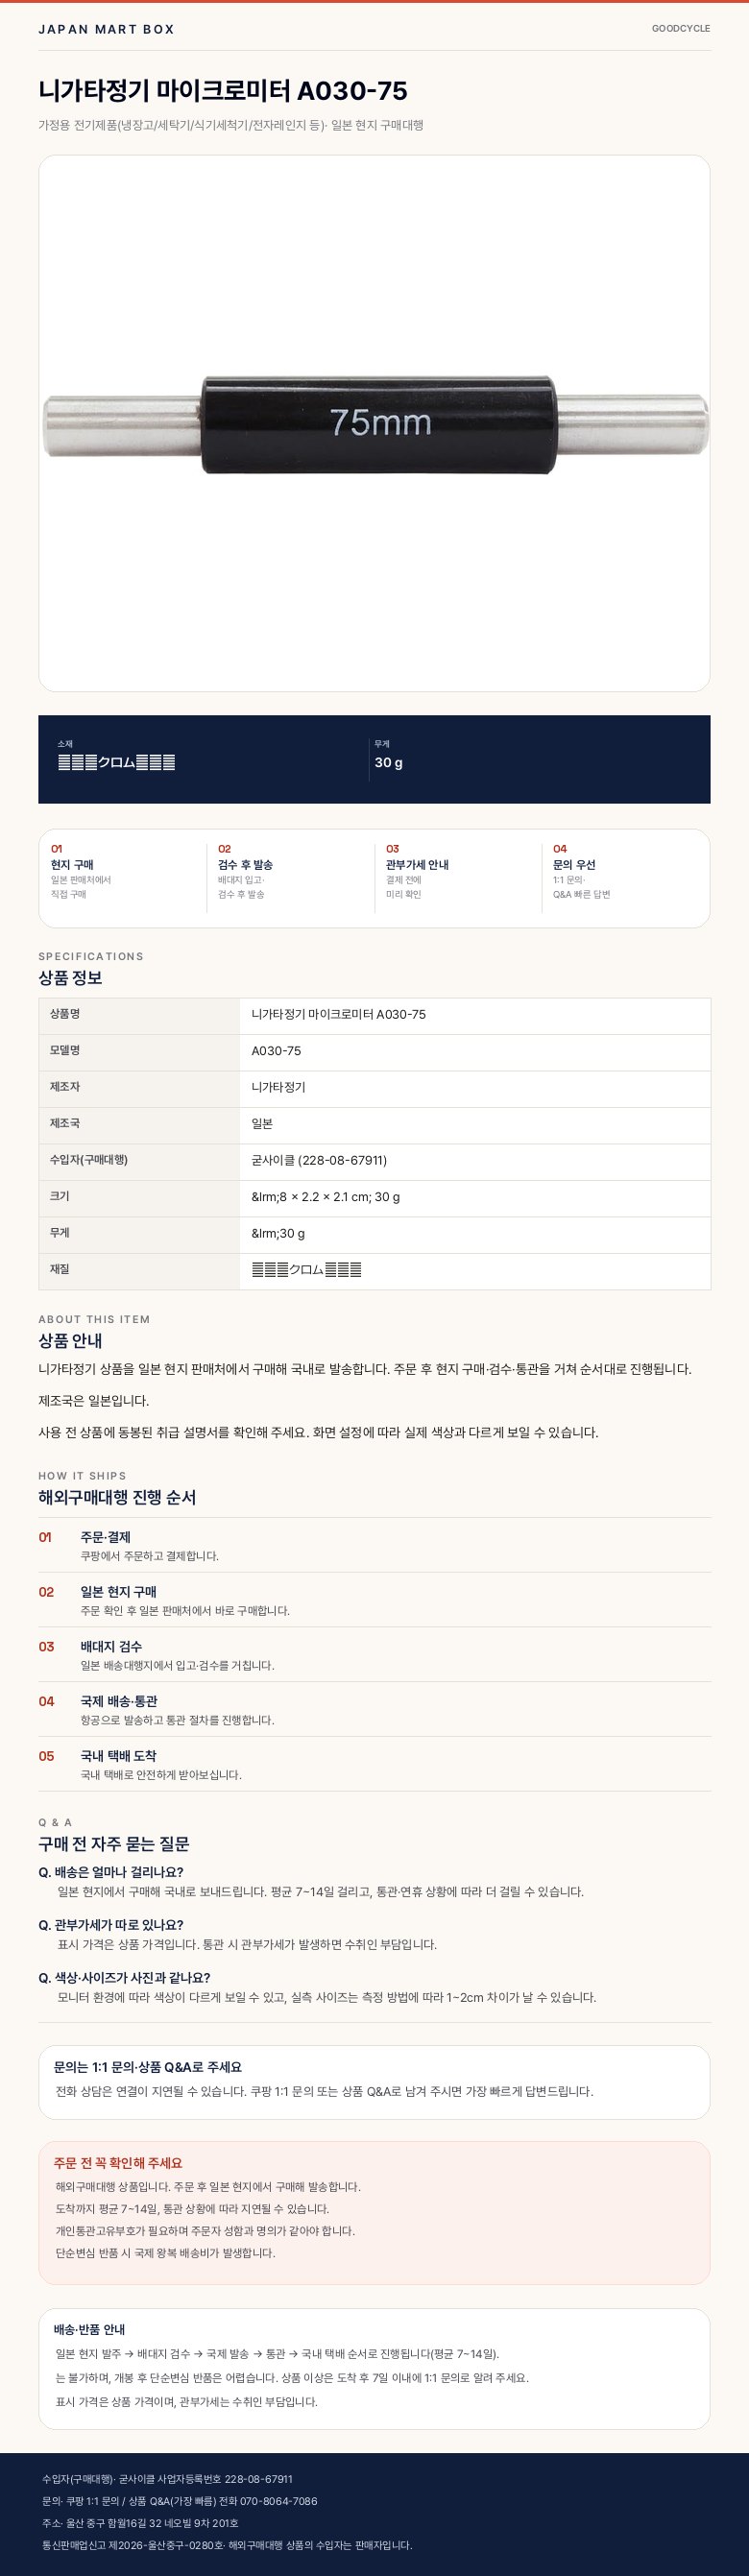 JAPAN MART BOX
GOODCYCLE
니가타정기 마이크로미터 A030-75
가정용 전기제품(냉장고/세탁기/식기세척기/전자레인지 등)· 일본 현지 구매대행
75mm
소재
クロム
무게
30 g
01
현지 구매
일본 판매처에서
직접 구매
02
검수 후 발송
배대지 입고·
검수 후 발송
03
관부가세 안내
결제 전에
미리 확인
04
문의 우선
1:1 문의·
Q&A 빠른 답변
SPECIFICATIONS
상품 정보
상품명 니가타정기 마이크로미터 A030-75
모델명 A030-75
제조자 니가타정기
제조국 일본
수입자(구매대행) 굳사이클 (228-08-67911)
크기 &lrm;8 × 2.2 × 2.1 cm; 30 g
무게 &lrm;30 g
재질 クロム
ABOUT THIS ITEM
상품 안내
니가타정기 상품을 일본 현지 판매처에서 구매해 국내로 발송합니다. 주문 후 현지 구매·검수·통관을 거쳐 순서대로 진행됩니다.
제조국은 일본입니다.
사용 전 상품에 동봉된 취급 설명서를 확인해 주세요. 화면 설정에 따라 실제 색상과 다르게 보일 수 있습니다.
HOW IT SHIPS
해외구매대행 진행 순서
01 주문·결제
쿠팡에서 주문하고 결제합니다.
02 일본 현지 구매
주문 확인 후 일본 판매처에서 바로 구매합니다.
03 배대지 검수
일본 배송대행지에서 입고·검수를 거칩니다.
04 국제 배송·통관
항공으로 발송하고 통관 절차를 진행합니다.
05 국내 택배 도착
국내 택배로 안전하게 받아보십니다.
Q & A
구매 전 자주 묻는 질문
Q. 배송은 얼마나 걸리나요?
일본 현지에서 구매해 국내로 보내드립니다. 평균 7~14일 걸리고, 통관·연휴 상황에 따라 더 걸릴 수 있습니다.
Q. 관부가세가 따로 있나요?
표시 가격은 상품 가격입니다. 통관 시 관부가세가 발생하면 수취인 부담입니다.
Q. 색상·사이즈가 사진과 같나요?
모니터 환경에 따라 색상이 다르게 보일 수 있고, 실측 사이즈는 측정 방법에 따라 1~2cm 차이가 날 수 있습니다.
문의는 1:1 문의·상품 Q&A로 주세요
전화 상담은 연결이 지연될 수 있습니다. 쿠팡 1:1 문의 또는 상품 Q&A로 남겨 주시면 가장 빠르게 답변드립니다.
주문 전 꼭 확인해 주세요
해외구매대행 상품입니다. 주문 후 일본 현지에서 구매해 발송합니다.
도착까지 평균 7~14일, 통관 상황에 따라 지연될 수 있습니다.
개인통관고유부호가 필요하며 주문자 성함과 명의가 같아야 합니다.
단순변심 반품 시 국제 왕복 배송비가 발생합니다.
배송·반품 안내
일본 현지 발주 → 배대지 검수 → 국제 발송 → 통관 → 국내 택배 순서로 진행됩니다(평균 7~14일).
는 불가하며, 개봉 후 단순변심 반품은 어렵습니다. 상품 이상은 도착 후 7일 이내에 1:1 문의로 알려 주세요.
표시 가격은 상품 가격이며, 관부가세는 수취인 부담입니다.
수입자(구매대행)· 굳사이클 사업자등록번호 228-08-67911
문의· 쿠팡 1:1 문의 / 상품 Q&A(가장 빠름) 전화 070-8064-7086
주소· 울산 중구 함월16길 32 네오빌 9차 201호
통신판매업신고 제2026-울산중구-0280호· 해외구매대행 상품의 수입자는 판매자입니다.